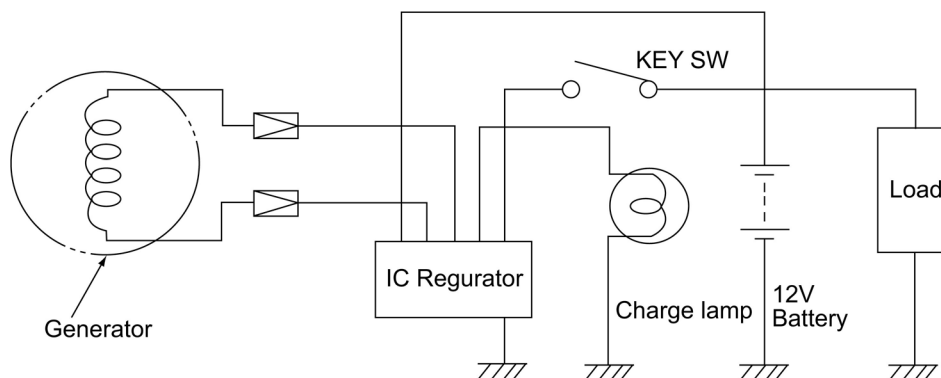 KEY SW
Load
IC Regurator
Generator
Charge lamp
12V
Battery